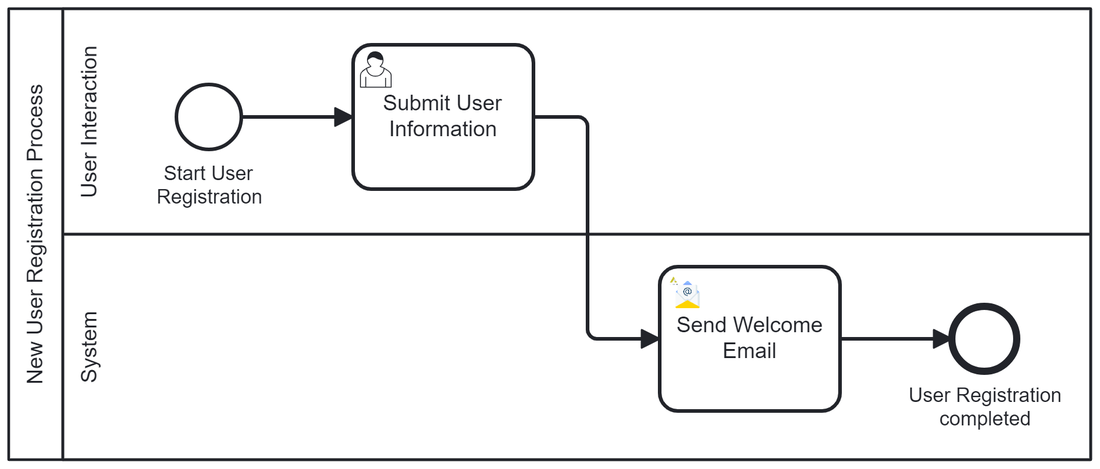 New User Registration Process
User Interaction
Start User
Registration
Submit User
Information
System
@
Send Welcome
Email
User Registration
completed